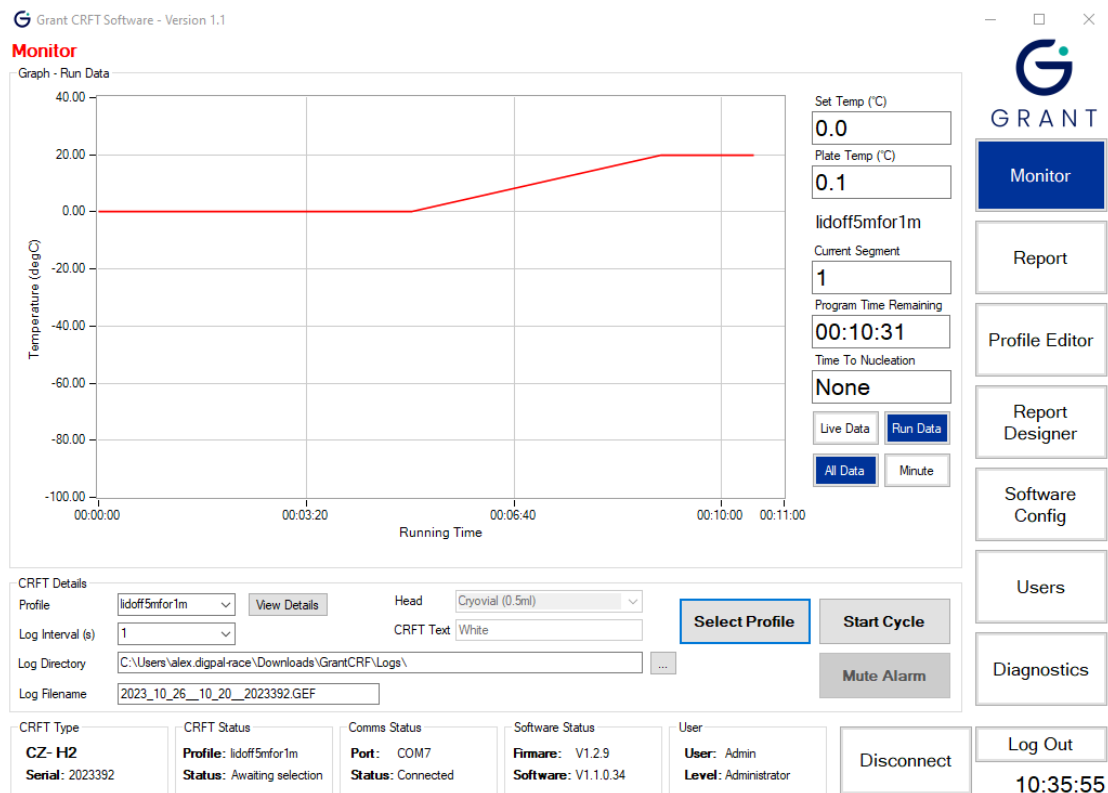 Grant CRFT Software - Version 1.1
Monitor
Graph - Run Data
40.00
20.00
0.00
-20.00
-40.00
-60.00
-80.00
-100.00
Temperature (degC)
00:00:00 00:03:20 00:06:40 00:10:00 00:11:00
Running Time
Set Temp (°C)
0.0
Plate Temp (°C)
0.1
lidoff5mfor1m
Current Segment
1
Program Time Remaining
00:10:31
Time To Nucleation
None
Live Data Run Data
All Data Minute
GRANT
Monitor
Report
Profile Editor
Report
Designer
Software
Config
Users
Diagnostics
CRFT Details
Profile lidoff5mfor1m View Details Head Cryovial (0.5ml)
Log Interval (s) 1 CRFT Text White
Log Directory C:\Users\alex.digpal-race\Downloads\GrantCRF\Logs\ ...
Log Filename 2023_10_26__10_20__2023392.GEF
Select Profile Start Cycle
Mute Alarm
CRFT Type
CZ- H2
Serial: 2023392
CRFT Status
Profile: lidoff5mfor1m
Status: Awaiting selection
Comms Status
Port: COM7
Status: Connected
Software Status
Firmare: V1.2.9
Software: V1.1.0.34
User
User: Admin
Level: Administrator
Disconnect
Log Out
10:35:55